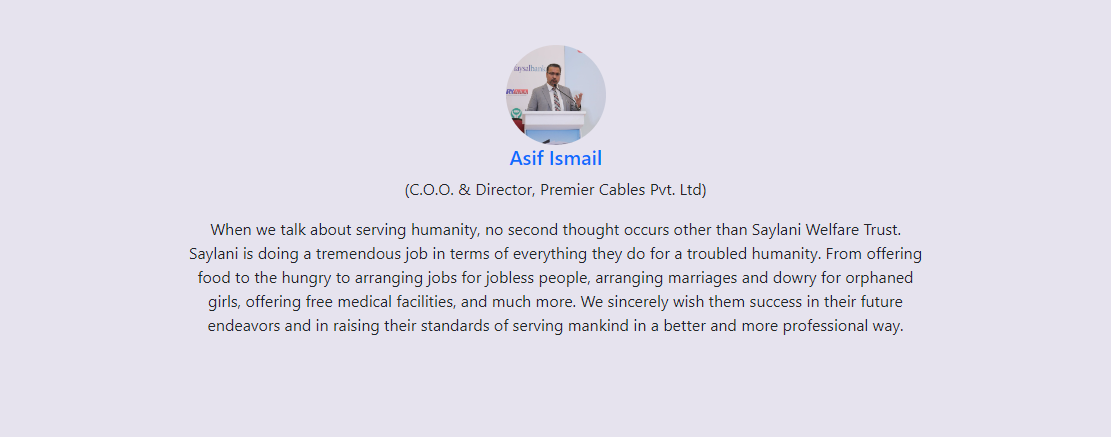 Asif Ismail
(C.O.O. & Director, Premier Cables Pvt. Ltd)
When we talk about serving humanity, no second thought occurs other than Saylani Welfare Trust.
Saylani is doing a tremendous job in terms of everything they do for a troubled humanity. From offering
food to the hungry to arranging jobs for jobless people, arranging marriages and dowry for orphaned
girls, offering free medical facilities, and much more. We sincerely wish them success in their future
endeavors and in raising their standards of serving mankind in a better and more professional way.